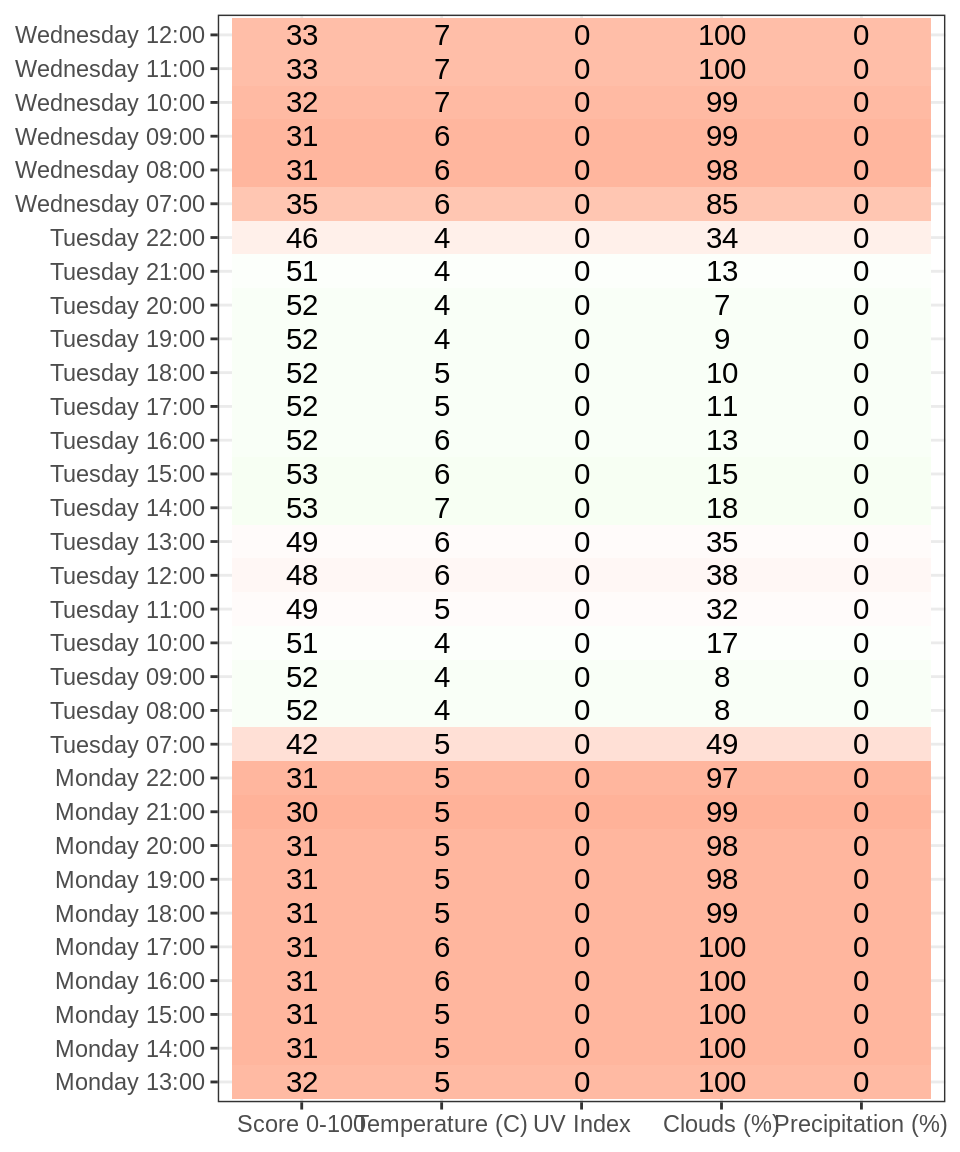 Wednesday 12:00 33 7 0 100 0
Wednesday 11:00 33 7 0 100 0
Wednesday 10:00 32 7 0 99 0
Wednesday 09:00 31 6 0 99 0
Wednesday 08:00 31 6 0 98 0
Wednesday 07:00 35 6 0 85 0
Tuesday 22:00 46 4 0 34 0
Tuesday 21:00 51 4 0 13 0
Tuesday 20:00 52 4 0 7 0
Tuesday 19:00 52 4 0 9 0
Tuesday 18:00 52 5 0 10 0
Tuesday 17:00 52 5 0 11 0
Tuesday 16:00 52 6 0 13 0
Tuesday 15:00 53 6 0 15 0
Tuesday 14:00 53 7 0 18 0
Tuesday 13:00 49 6 0 35 0
Tuesday 12:00 48 6 0 38 0
Tuesday 11:00 49 5 0 32 0
Tuesday 10:00 51 4 0 17 0
Tuesday 09:00 52 4 0 8 0
Tuesday 08:00 52 4 0 8 0
Tuesday 07:00 42 5 0 49 0
Monday 22:00 31 5 0 97 0
Monday 21:00 30 5 0 99 0
Monday 20:00 31 5 0 98 0
Monday 19:00 31 5 0 98 0
Monday 18:00 31 5 0 99 0
Monday 17:00 31 6 0 100 0
Monday 16:00 31 6 0 100 0
Monday 15:00 31 5 0 100 0
Monday 14:00 31 5 0 100 0
Monday 13:00 32 5 0 100 0
Score 0-100 Temperature (C) UV Index Clouds (%) Precipitation (%)